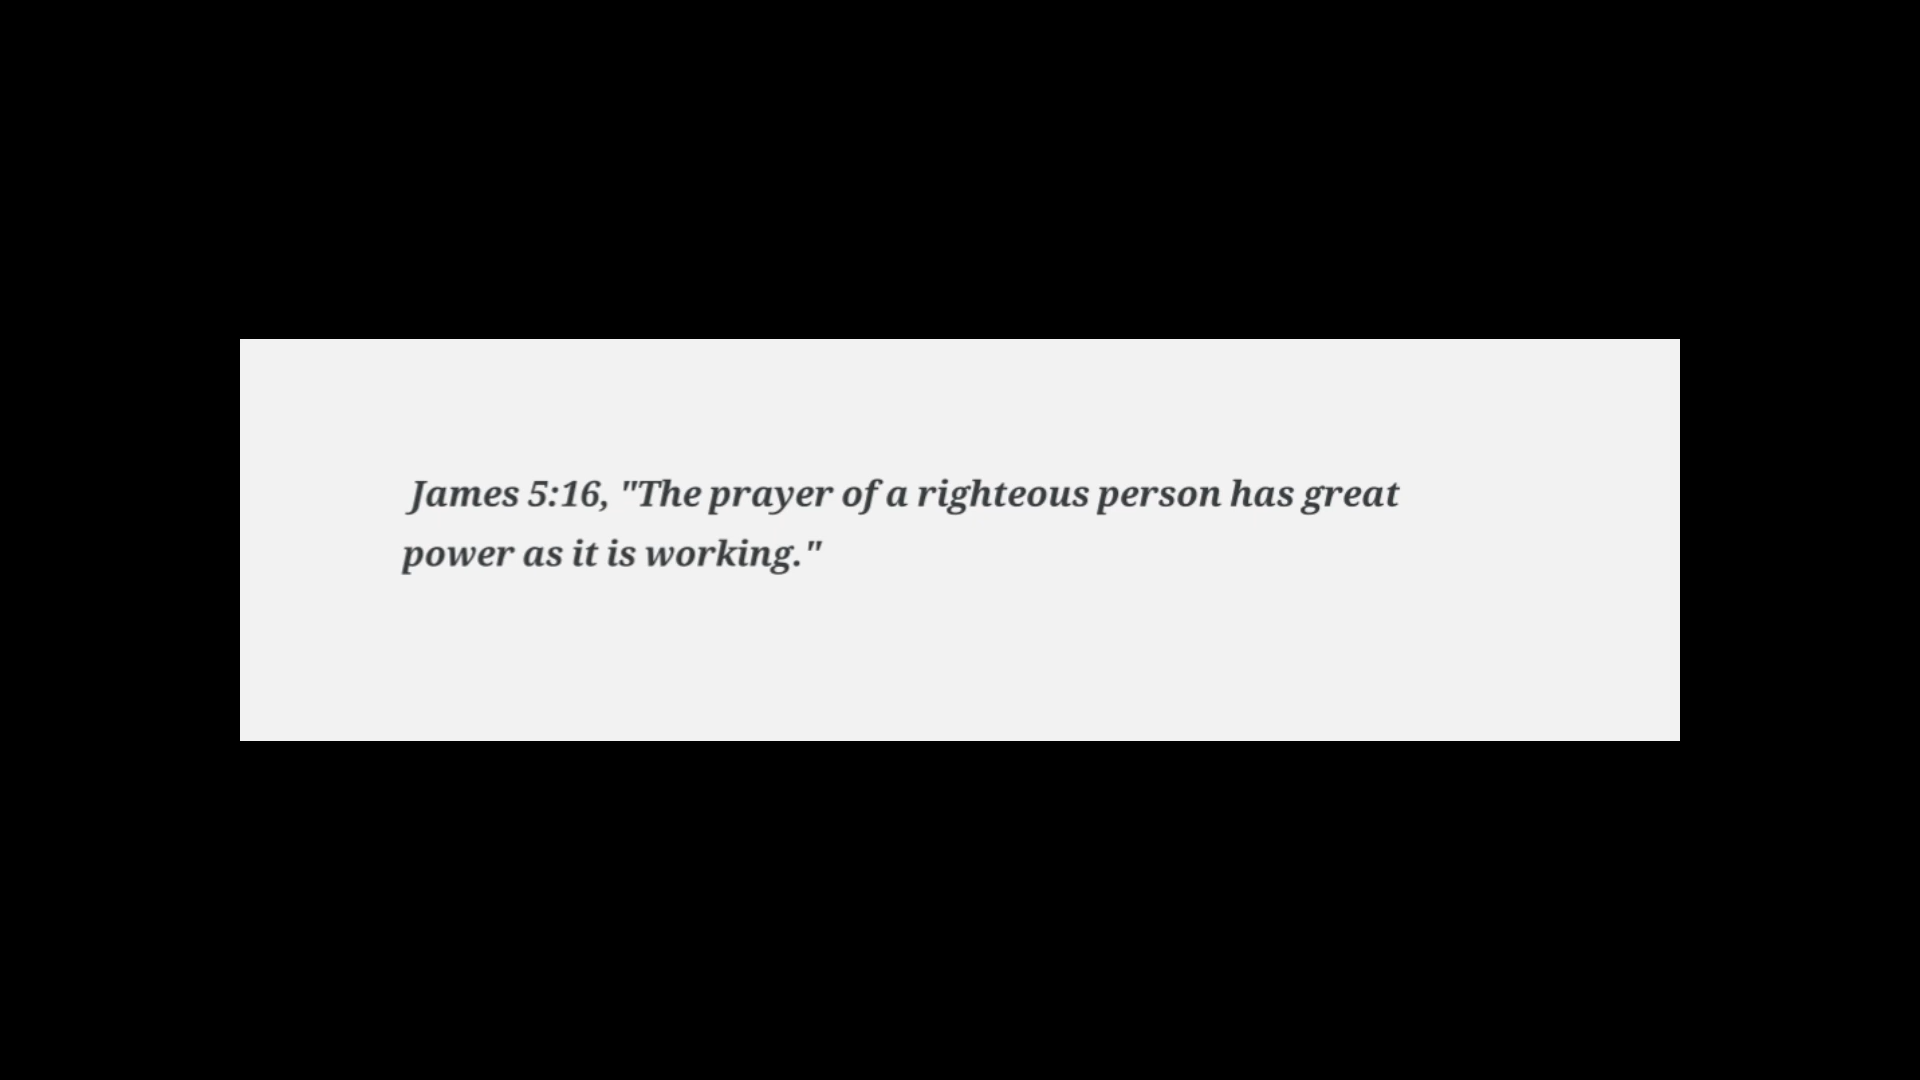 James 5:16, "The prayer of a righteous person has great
power as it is working."